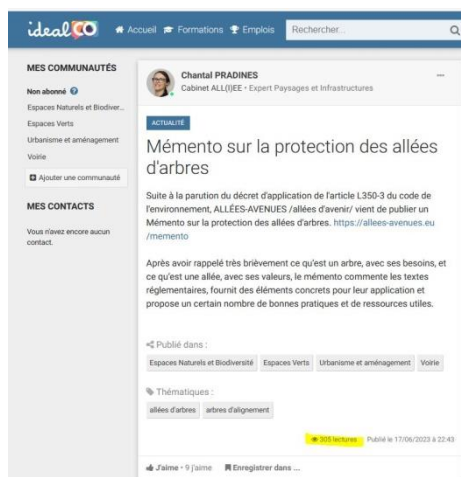 idealCO
Accueil Formations Emplois Rechercher...
MES COMMUNAUTÉS
Non abonné
Espaces Naturels et Biodiver...
Espaces Verts
Urbanisme et aménagement
Voirie
Ajouter une communauté
MES CONTACTS
Vous n'avez encore aucun
contact.
Chantal PRADINES
Cabinet ALL(I)EE • Expert Paysages et Infrastructures
ACTUALITÉ
Mémento sur la protection des allées
d'arbres
Suite à la parution du décret d'application de l'article L350-3 du code de
l'environnement, ALLÉES-AVENUES /allées d'avenir/ vient de publier un
Mémento sur la protection des allées d'arbres. https://allees-avenues.eu
/memento
Après avoir rappelé très brièvement ce qu'est un arbre, avec ses besoins, et
ce qu'est une allée, avec ses valeurs, le mémento commente les textes
réglementaires, fournit des éléments concrets pour leur application et
propose un certain nombre de bonnes pratiques et de ressources utiles.
Publié dans :
Espaces Naturels et Biodiversité Espaces Verts Urbanisme et aménagement Voirie
Thématiques :
allées d'arbres arbres d'alignement
305 lectures Publié le 17/06/2023 à 22:43
J'aime • 9 j'aime Enregistrer dans ...